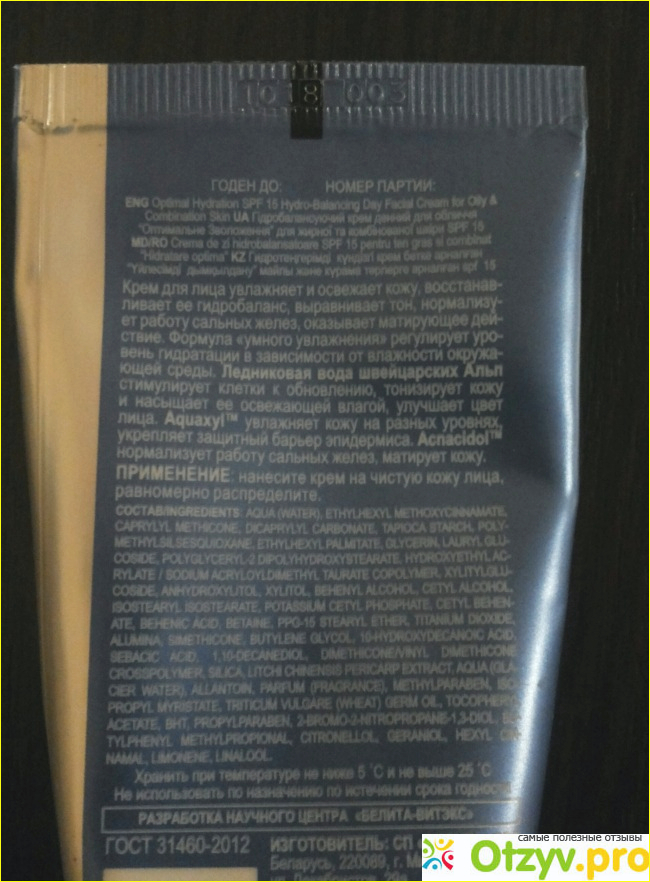 1018 1003
ГОДЕН ДО: НОМЕР ПАРТИИ:
ENG Optimal Hydration SPF 15 Hydro-Balancing Day Facial Cream for Oily &
Combination Skin UA Гідробалансуючий крем денний для обличчя
"Оптимальне Зволоження" для жирної та комбінованої шкіри SPF 15
MD/RO Crema de zi hidrobalansatoare SPF 15 pentru ten gras si combinat
"Hidratare optima" KZ Гидротеңгерімді күндізгі крем бетке арналған
"Үйлесімді дымқылдану" майлы және құрама терлерге арналған spf 15
Крем для лица увлажняет и освежает кожу, восстанав-
ливает ее гидробаланс, выравнивает тон, нормализу-
ет работу сальных желез, оказывает матирующее дей-
ствие. Формула «умного увлажнения» регулирует уро-
вень гидратации в зависимости от влажности окружа-
ющей среды. Ледниковая вода швейцарских Альп
стимулирует клетки к обновлению, тонизирует кожу
и насыщает ее освежающей влагой, улучшает цвет
лица. Aquaxyl™ увлажняет кожу на разных уровнях,
укрепляет защитный барьер эпидермиса. Acnacidol™
нормализует работу сальных желез, матирует кожу.
ПРИМЕНЕНИЕ: нанесите крем на чистую кожу лица,
равномерно распределите.
СОСТАВ/INGREDIENTS: AQUA (WATER), ETHYLHEXYL METHOXYCINNAMATE,
CAPRYLYL METHICONE, DICAPRYLYL CARBONATE, TAPIOCA STARCH, POLY-
METHYLSILSESQUIOXANE, ETHYLHEXYL PALMITATE, GLYCERIN, LAURYL GLU-
COSIDE, POLYGLYCERYL-2 DIPOLYHYDROXYSTEARATE, HYDROXYETHYL AC-
RYLATE / SODIUM ACRYLOYLDIMETHYL TAURATE COPOLYMER, XYLITYLGLU-
COSIDE, ANHYDROXYLITOL, XYLITOL, BEHENYL ALCOHOL, CETYL ALCOHOL,
ISOSTEARYL ISOSTEARATE, POTASSIUM CETYL PHOSPHATE, CETYL BEHEN-
ATE, BEHENIC ACID, BETAINE, PPG-15 STEARYL ETHER, TITANIUM DIOXIDE,
ALUMINA, SIMETHICONE, BUTYLENE GLYCOL, 10-HYDROXYDECANOIC ACID,
SEBACIC ACID, 1,10-DECANEDIOL, DIMETHICONE/VINYL DIMETHICONE
CROSSPOLYMER, SILICA, LITCHI CHINENSIS PERICARP EXTRACT, AQUA (GLA-
CIER WATER), ALLANTOIN, PARFUM (FRAGRANCE), METHYLPARABEN, ISO-
PROPYL MYRISTATE, TRITICUM VULGARE (WHEAT) GERM OIL, TOCOPHERYL
ACETATE, BHT, PROPYLPARABEN, 2-BROMO-2-NITROPROPANE-1,3-DIOL, BU-
TYLPHENYL METHYLPROPIONAL, CITRONELLOL, GERANIOL, HEXYL CIN-
NAMAL, LIMONENE, LINALOOL.
Хранить при температуре не ниже 5 ˚С и не выше 25 ˚С
Не использовать по назначению по истечении срока годности
РАЗРАБОТКА НАУЧНОГО ЦЕНТРА «БЕЛИТА-ВИТЭКС»
ГОСТ 31460-2012 ИЗГОТОВИТЕЛЬ: СП
Беларусь, 220089, г. М
самые полезные отзывы
Otzyv.pro